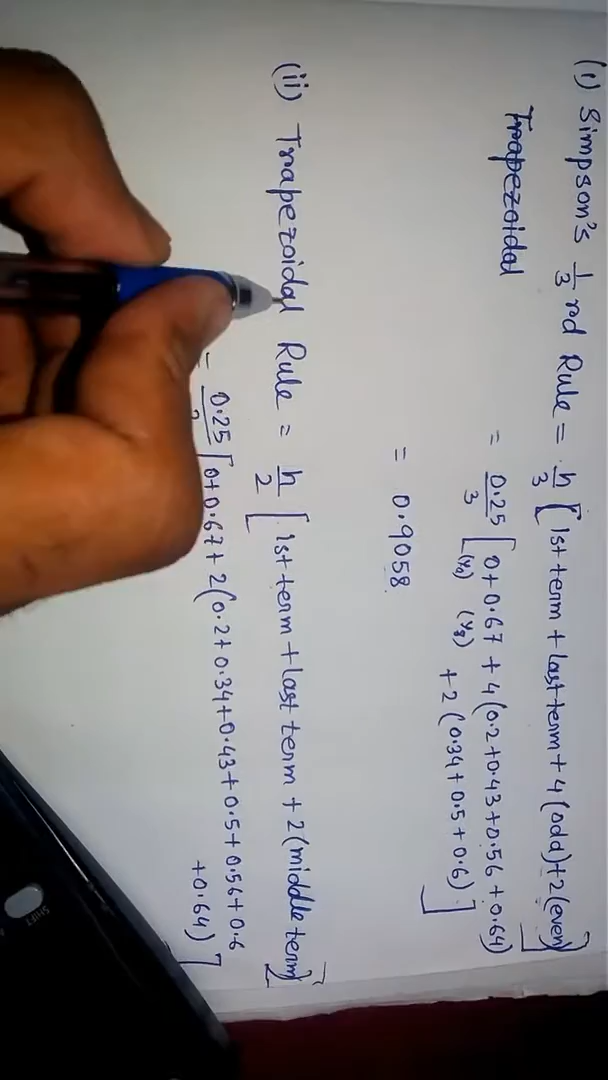 (i) Simpson's 1/3 rd Rule = h/3 [ 1st term + last term + 4 (odd) + 2 (even) ]
Trapezoidal
= 0.25/3 [ 0 + 0.67 + 4 (0.2 + 0.43 + 0.56 + 0.64)
(y₀) (y₈) + 2 (0.34 + 0.5 + 0.6) ]
= 0.9058
(ii) Trapezoidal Rule = h/2 [ 1st term + last term + 2 (middle term) ]
= 0.25/2 [ 0 + 0.67 + 2 (0.2 + 0.34 + 0.43 + 0.5 + 0.56 + 0.6
+ 0.64) ]
SHIFT